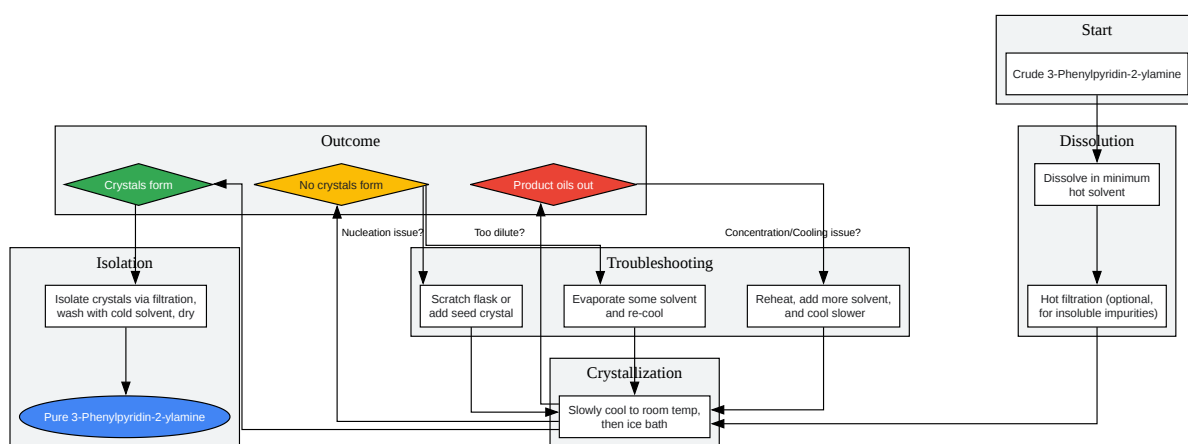 Start
Crude 3-Phenylpyridin-2-ylamine
Outcome
Dissolution
Crystals form
No crystals form
Product oils out
Dissolve in minimum
hot solvent
Nucleation issue?
Too dilute?
Concentration/Cooling issue?
Isolation
Troubleshooting
Isolate crystals via filtration,
wash with cold solvent, dry
Scratch flask or
add seed crystal
Evaporate some solvent
and re-cool
Reheat, add more solvent,
and cool slower
Hot filtration (optional,
for insoluble impurities)
Crystallization
Pure 3-Phenylpyridin-2-ylamine
Slowly cool to room temp,
then ice bath